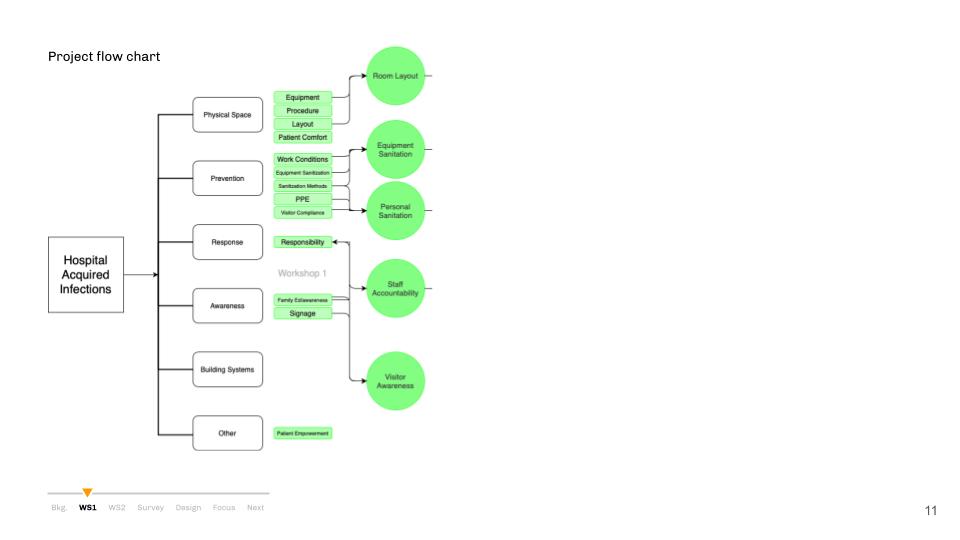 Project flow chart
Room Layout
Equipment
Procedure
Layout
Patient Comfort
Physical Space
Equipment
Sanitation
Work Conditions
Equipment Sanitization
Sanitization Methods
PPE
Visitor Compliance
Prevention
Personal
Sanitation
Response
Responsibility
Hospital
Acquired
Infections
Workshop 1
Staff
Accountability
Awareness
Family Ed/awareness
Signage
Building Systems
Visitor
Awareness
Other
Patient Empowerment
Bkg. WS1 WS2 Survey Design Focus Next
11